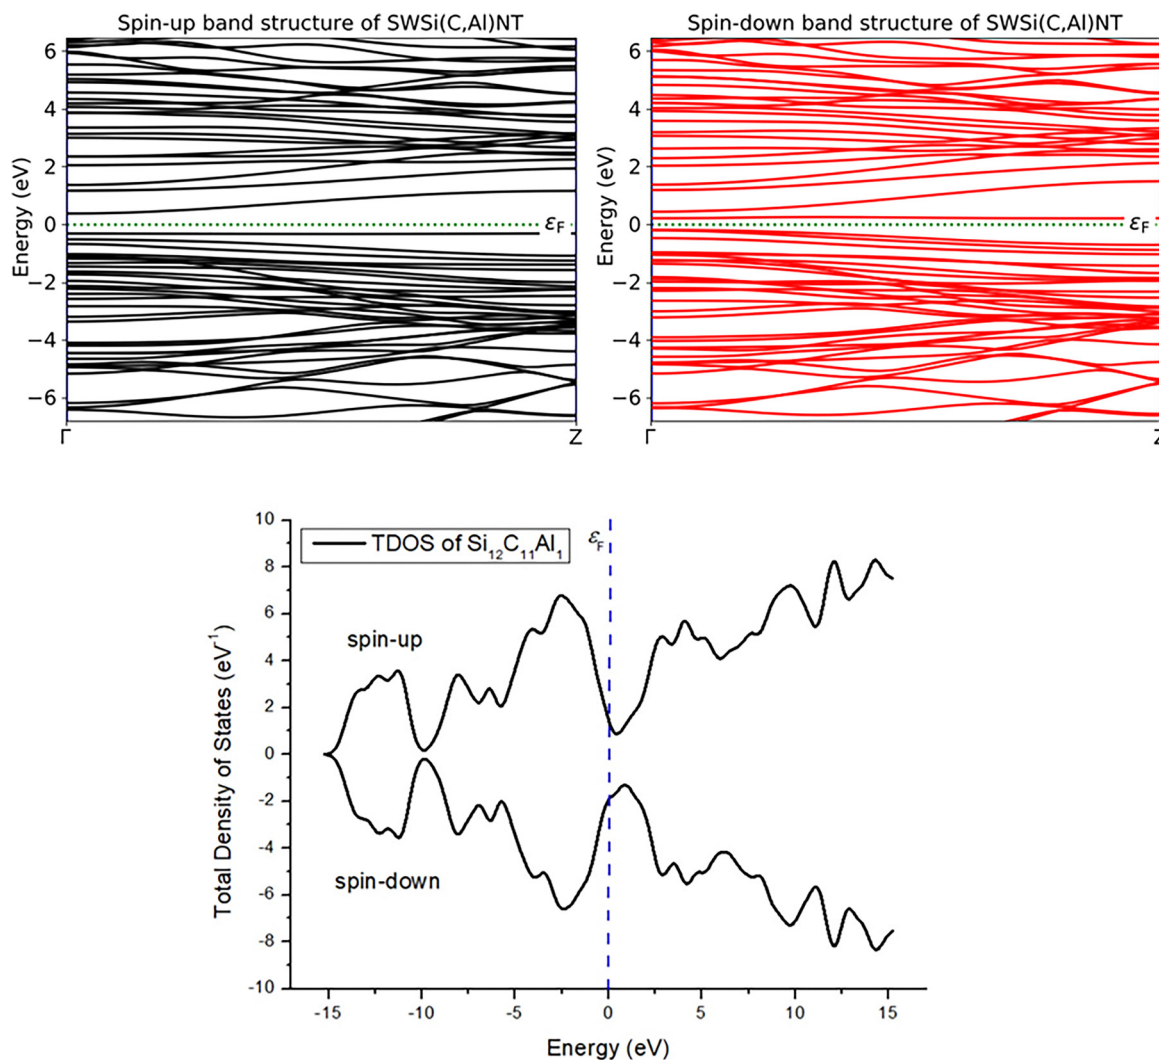 Spin-up band structure of SWSi(C,Al)NT
Energy (eV)
6
4
2
0
−2
−4
−6
εF
Γ
Z
Spin-down band structure of SWSi(C,Al)NT
Energy (eV)
6
4
2
0
−2
−4
−6
εF
Γ
Z
Total Density of States (eV⁻¹)
10
8
6
4
2
0
-2
-4
-6
-8
-10
TDOS of Si₁₂C₁₁Al₁
εF
spin-up
spin-down
-15
-10
-5
0
5
10
15
Energy (eV)